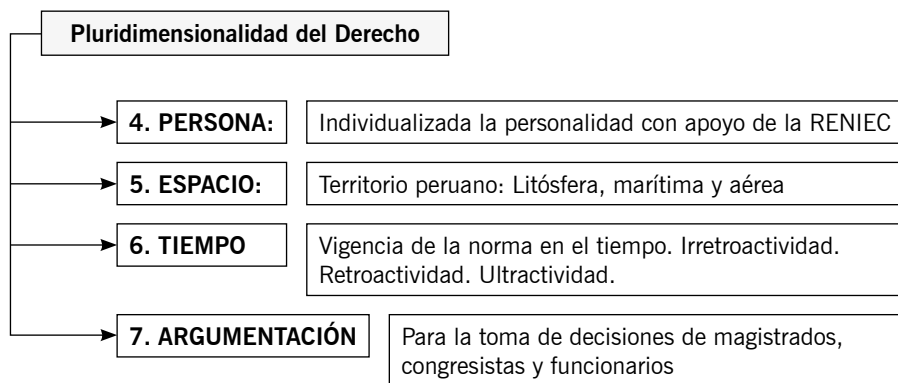 Pluridimensionalidad del Derecho
4. PERSONA:
Individualizada la personalidad con apoyo de la RENIEC
5. ESPACIO:
Territorio peruano: Litósfera, marítima y aérea
6. TIEMPO
Vigencia de la norma en el tiempo. Irretroactividad.
Retroactividad. Ultractividad.
7. ARGUMENTACIÓN
Para la toma de decisiones de magistrados,
congresistas y funcionarios